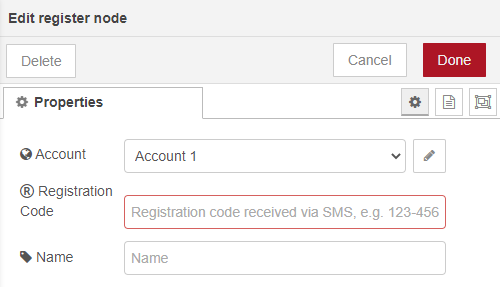 Edit register node
Delete
Cancel
Done
Properties
Account
Account 1
® Registration
Code
Registration code received via SMS, e.g. 123-456
Name
Name